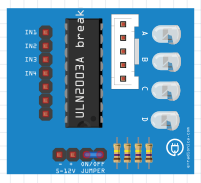 IN1
IN2
IN3
IN4
ULN2003A break
A
B
C
D
- + ON/OFF
5-12V JUMPER